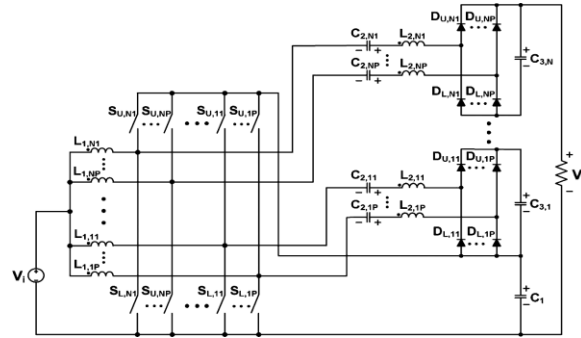 D_U,N1 D_U,NP
C_2,N1 L_2,N1
C_2,NP L_2,NP
C_3,N
D_L,N1 D_L,NP
S_U,N1 S_U,NP S_U,11 S_U,1P
L_1,N1
L_1,NP
D_U,11 D_U,1P
C_2,11 L_2,11
C_2,1P L_2,1P
C_3,1
D_L,11 D_L,1P
L_1,11
L_1,1P
V_i
S_L,N1 S_U,NP S_L,11 S_L,1P
C_1